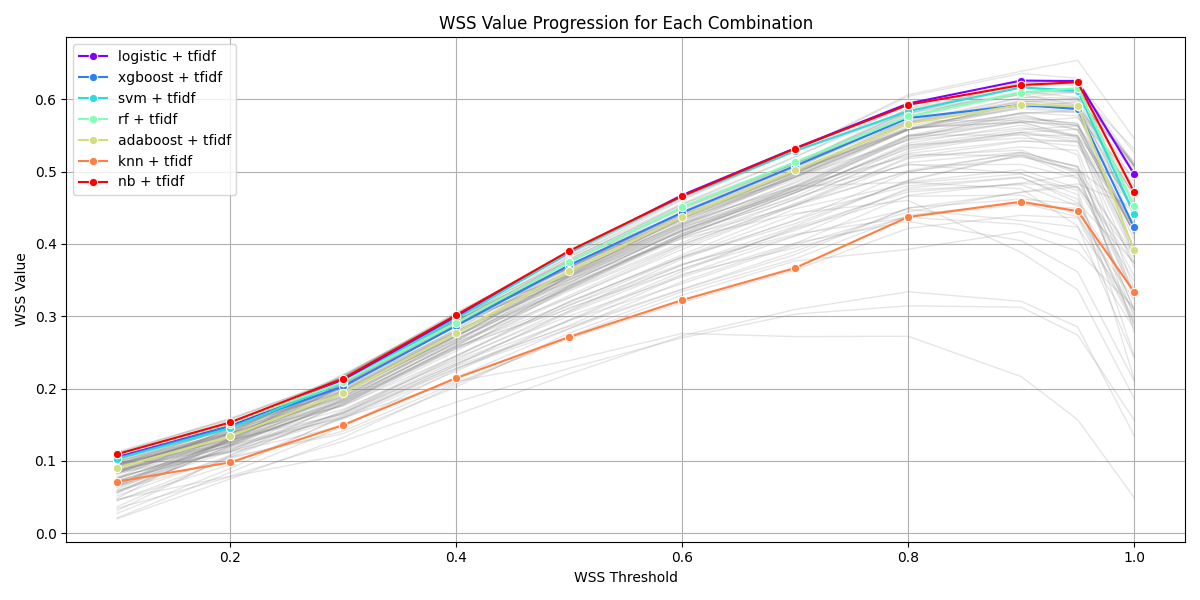 WSS Value Progression for Each Combination
logistic + tfidf
xgboost + tfidf
svm + tfidf
rf + tfidf
adaboost + tfidf
knn + tfidf
nb + tfidf
WSS Value
0.6
0.5
0.4
0.3
0.2
0.1
0.0
0.2
0.4
0.6
0.8
1.0
WSS Threshold